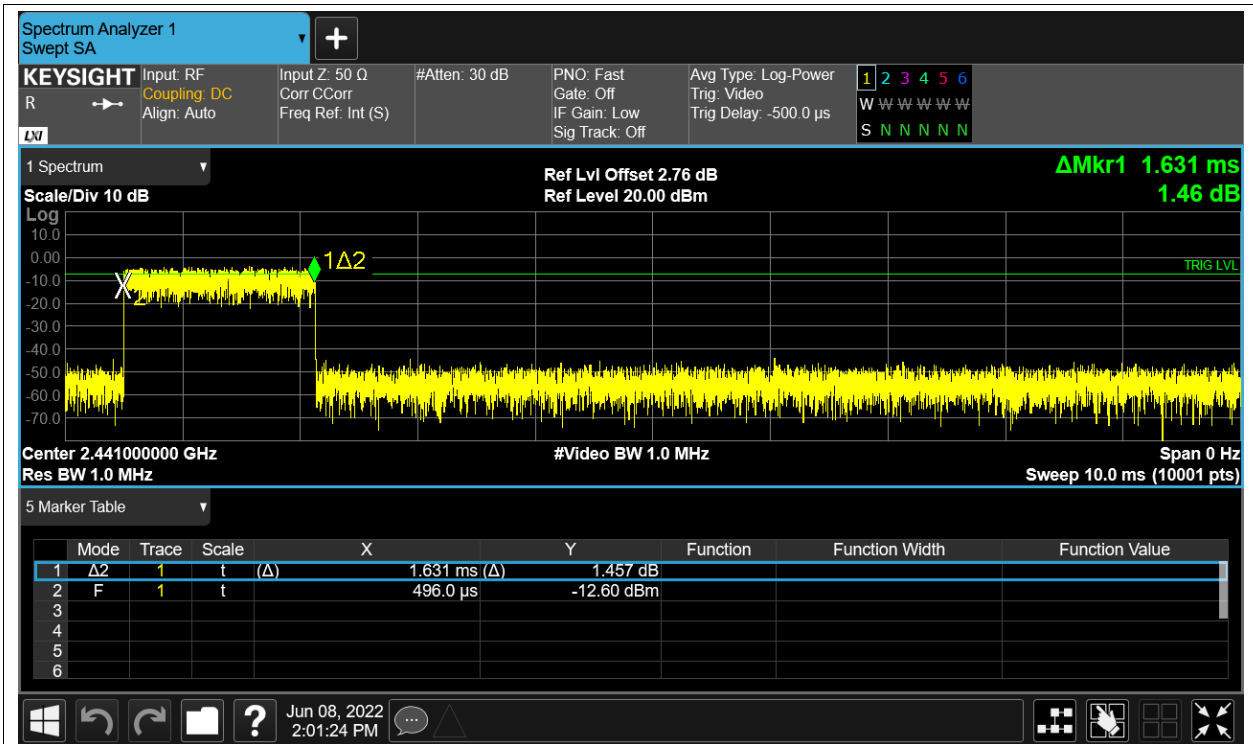 Spectrum Analyzer 1
Swept SA
KEYSIGHT Input: RF Input Z: 50 Ω #Atten: 30 dB PNO: Fast Avg Type: Log-Power 1 2 3 4 5 6
R Coupling: DC Corr CCorr Gate: Off Trig: Video W W W W W W
Align: Auto Freq Ref: Int (S) IF Gain: Low Trig Delay: -500.0 µs
LXI Sig Track: Off S N N N N N
1 Spectrum Ref Lvl Offset 2.76 dB ΔMkr1 1.631 ms
Scale/Div 10 dB Ref Level 20.00 dBm 1.46 dB
Log
10.0
0.00 1Δ2 TRIG LVL
-10.0
X2
-20.0
-30.0
-40.0
-50.0
-60.0
-70.0
Center 2.441000000 GHz #Video BW 1.0 MHz Span 0 Hz
Res BW 1.0 MHz Sweep 10.0 ms (10001 pts)
5 Marker Table
Mode Trace Scale X Y Function Function Width Function Value
1 Δ2 1 t (Δ) 1.631 ms (Δ) 1.457 dB
2 F 1 t 496.0 µs -12.60 dBm
3
4
5
6
? Jun 08, 2022
2:01:24 PM